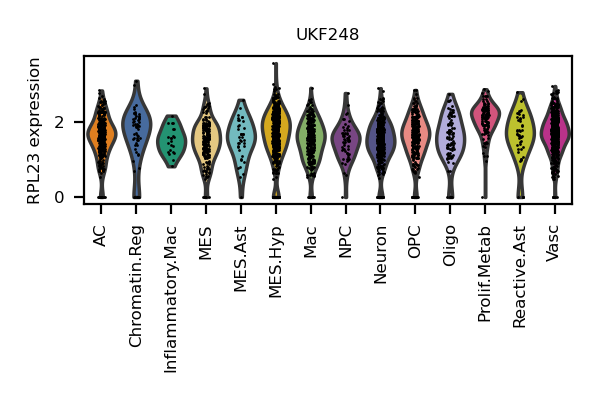 UKF248
RPL23 expression
2
0
AC
Chromatin.Reg
Inflammatory.Mac
MES
MES.Ast
MES.Hyp
Mac
NPC
Neuron
OPC
Oligo
Prolif.Metab
Reactive.Ast
Vasc